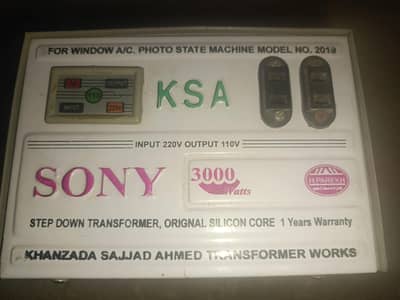 FOR WINDOW A/C. PHOTO STATE MACHINE MODEL NO. 2019
KSA
INPUT 220V OUTPUT 110V
SONY
3000
Watts
STEP DOWN TRANSFORMER, ORIGNAL SILICON CORE 1 Years Warranty
KHANZADA SAJJAD AHMED TRANSFORMER WORKS